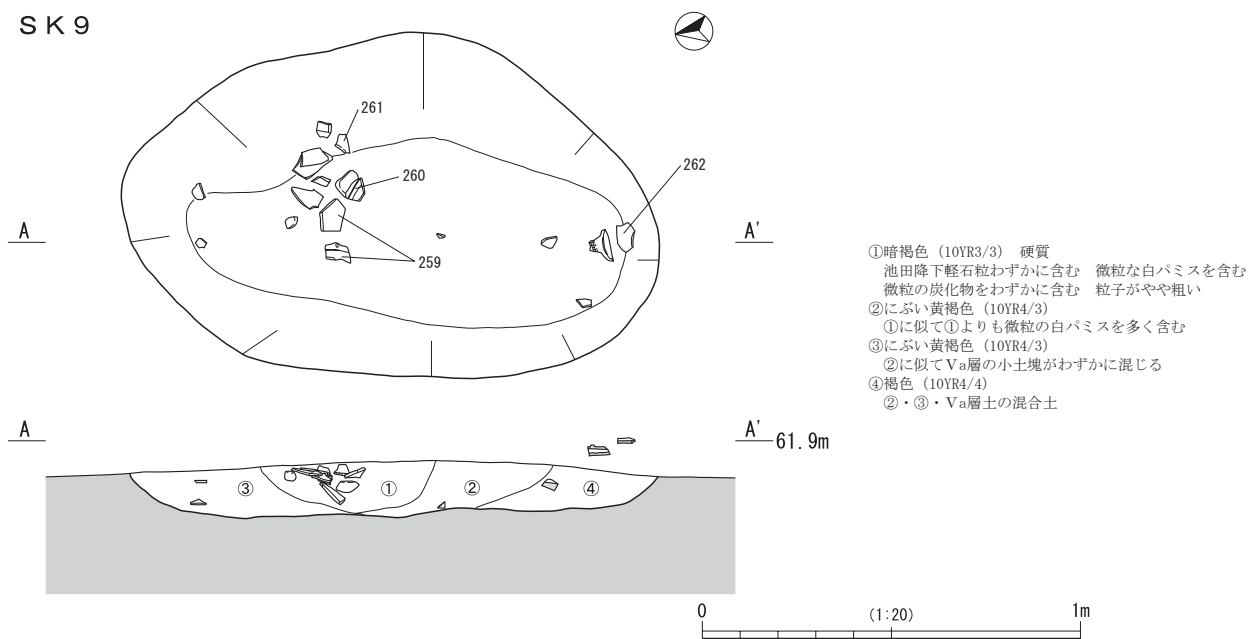 SK9
261
260
262
259
A
A'
①暗褐色 (10YR3/3) 硬質
池田降下軽石粒わずかに含む 微粒な白パミスを含む
微粒の炭化物をわずかに含む 粒子がやや粗い
②にぶい黄褐色 (10YR4/3)
①に似て①よりも微粒の白パミスを多く含む
③にぶい黄褐色 (10YR4/3)
②に似てⅤa層の小土塊がわずかに混じる
④褐色 (10YR4/4)
②・③・Ⅴa層土の混合土
A
A' 61.9m
③
①
②
④
0 (1:20) 1m